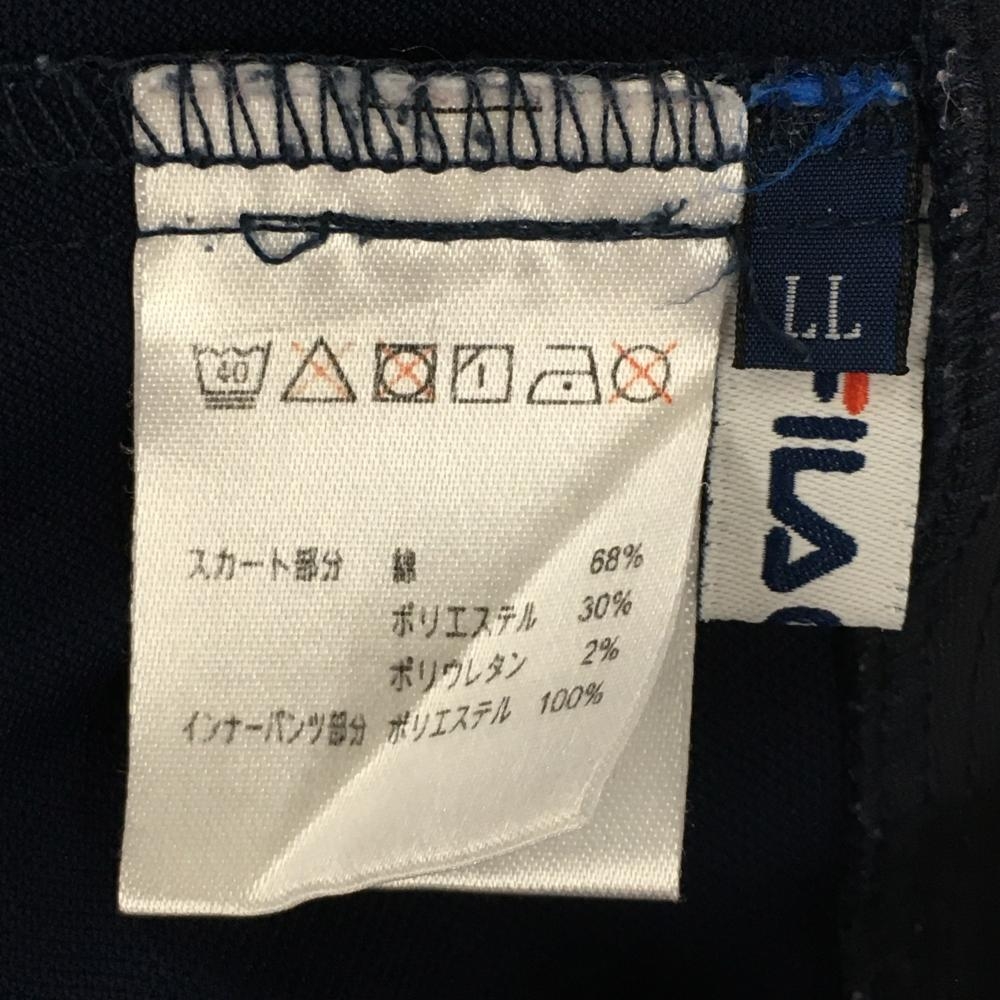 40
スカート部分 綿 68%
ポリエステル 30%
ポリウレタン 2%
インナーパンツ部分 ポリエステル 100%
LL
FILA